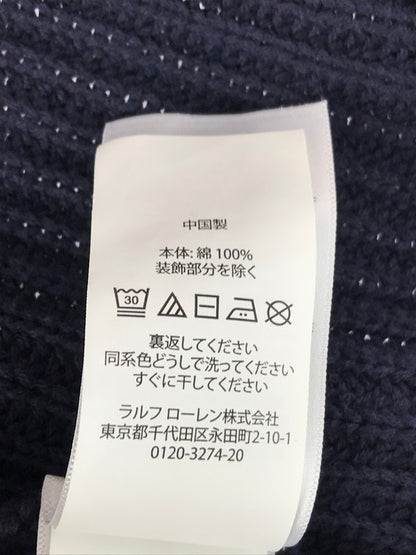 中国製
本体: 綿 100%
装飾部分を除く
30
裏返してください
同系色どうしで洗ってください
すぐに干してください
ラルフ ローレン株式会社
東京都千代田区永田町2-10-1
0120-3274-20